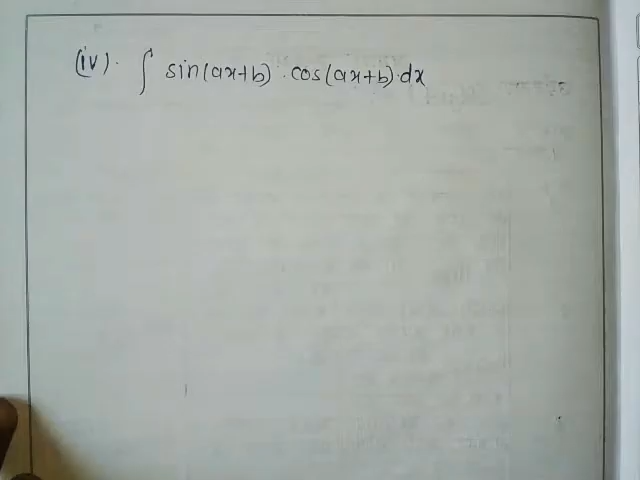 (iv). ∫ sin(ax+b) . cos(ax+b) . dx